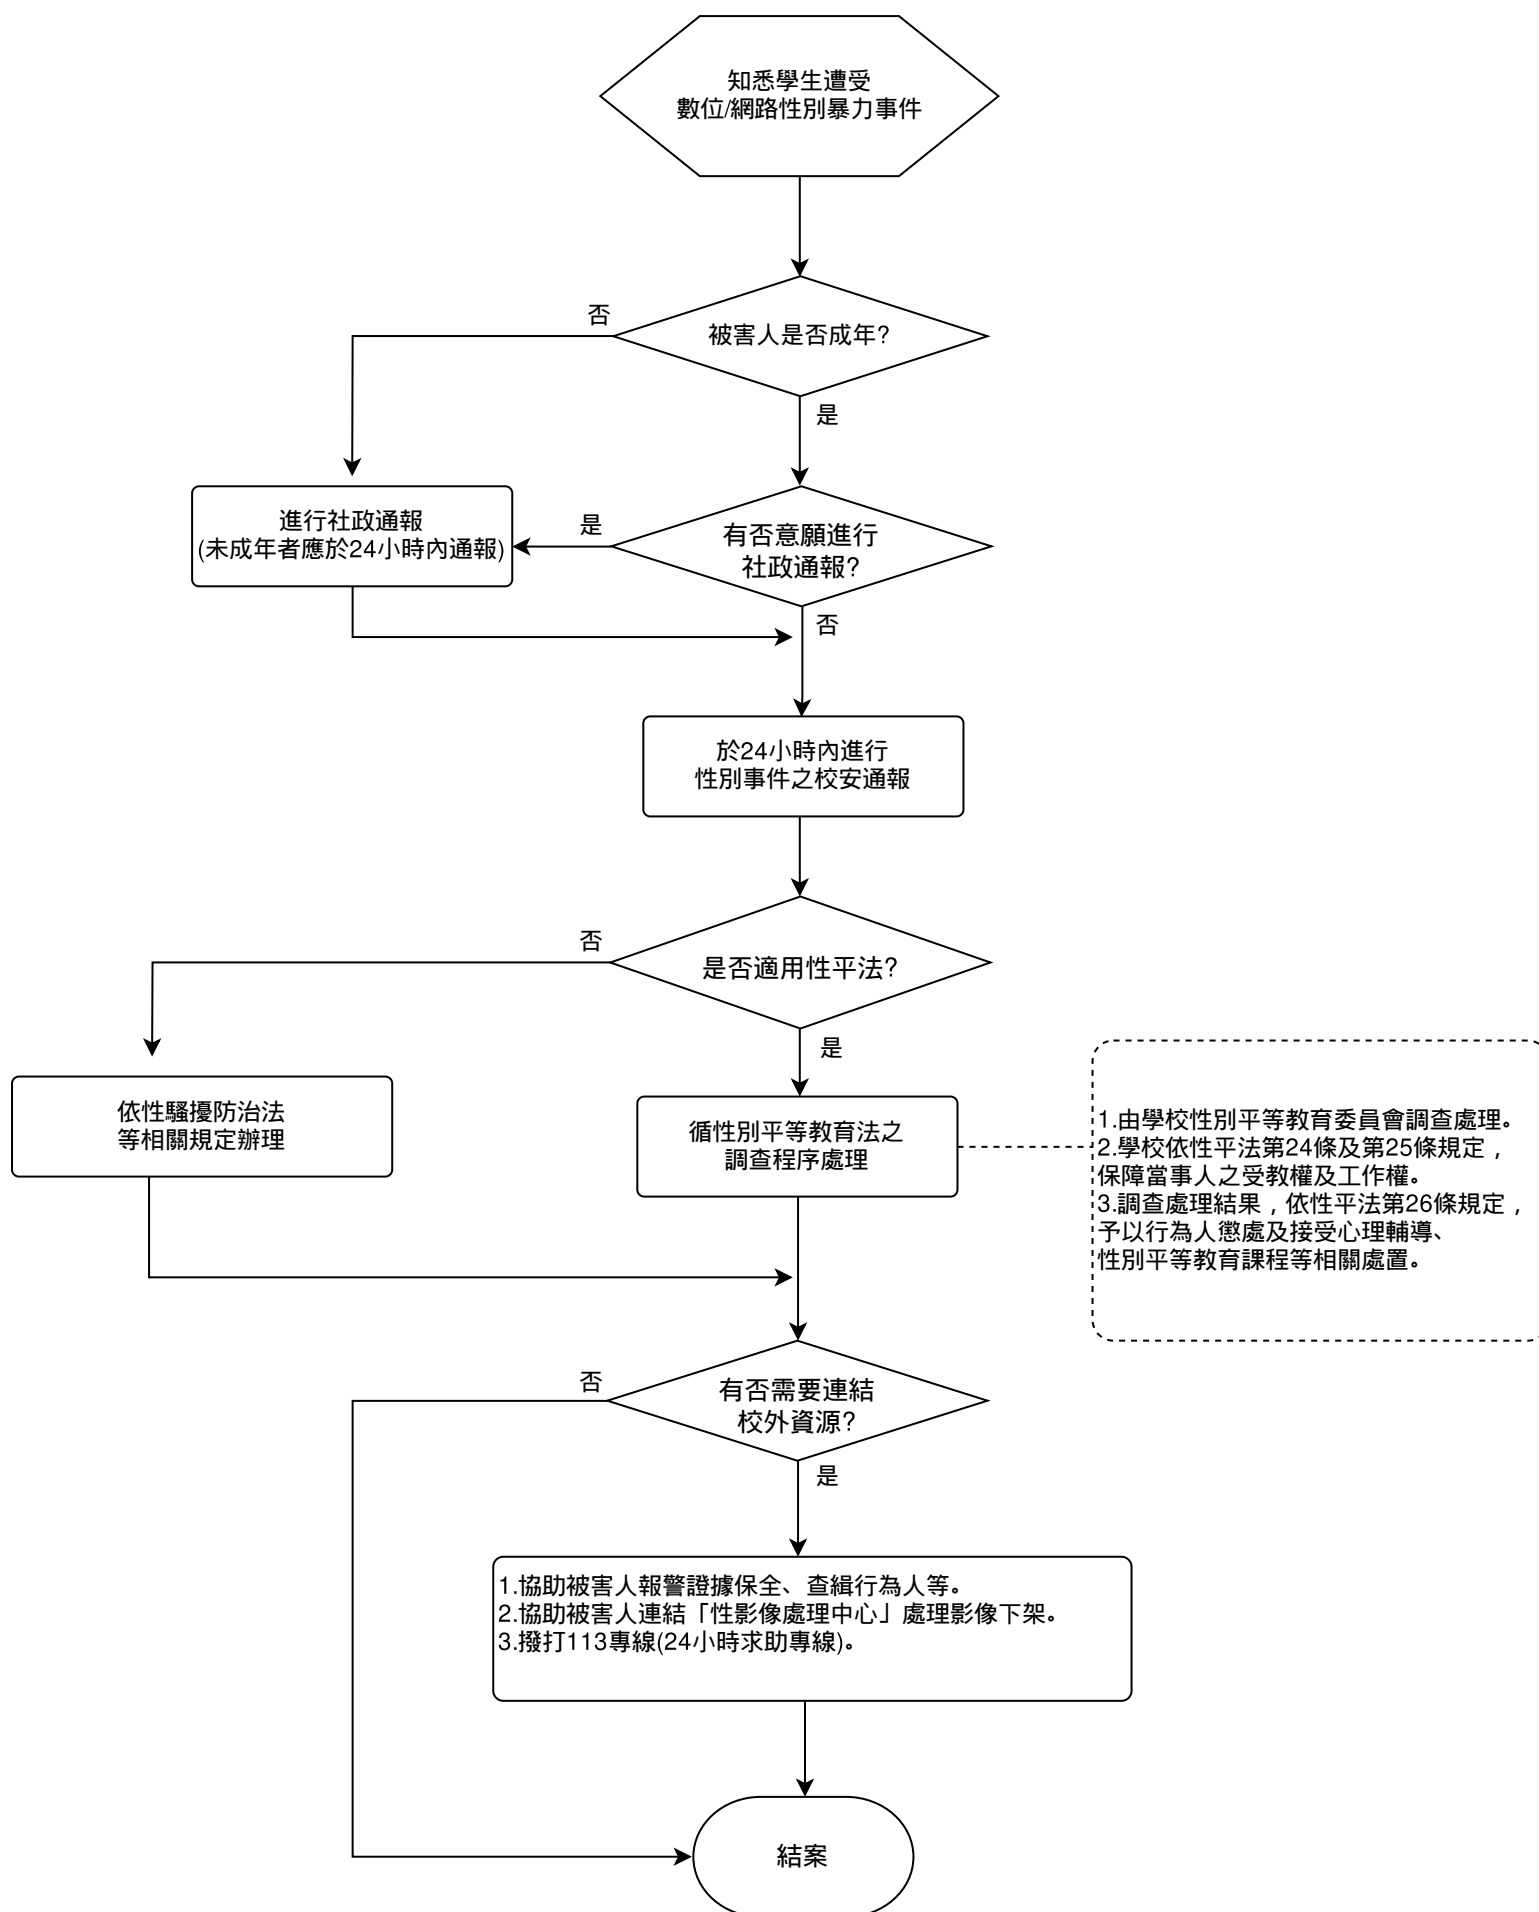 知悉學生遭受
數位/網路性別暴力事件
否
被害人是否成年?
是
進行社政通報
(未成年者應於24小時內通報)
是
有否意願進行
社政通報?
否
於24小時內進行
性別事件之校安通報
否
是否適用性平法?
是
依性騷擾防治法
等相關規定辦理
循性別平等教育法之
調查程序處理
1.由學校性別平等教育委員會調查處理。
2.學校依性平法第24條及第25條規定，
保障當事人之受教權及工作權。
3.調查處理結果，依性平法第26條規定，
予以行為人懲處及接受心理輔導、
性別平等教育課程等相關處置。
否
有否需要連結
校外資源?
是
1.協助被害人報警證據保全、查緝行為人等。
2.協助被害人連結「性影像處理中心」處理影像下架。
3.撥打113專線(24小時求助專線)。
結案